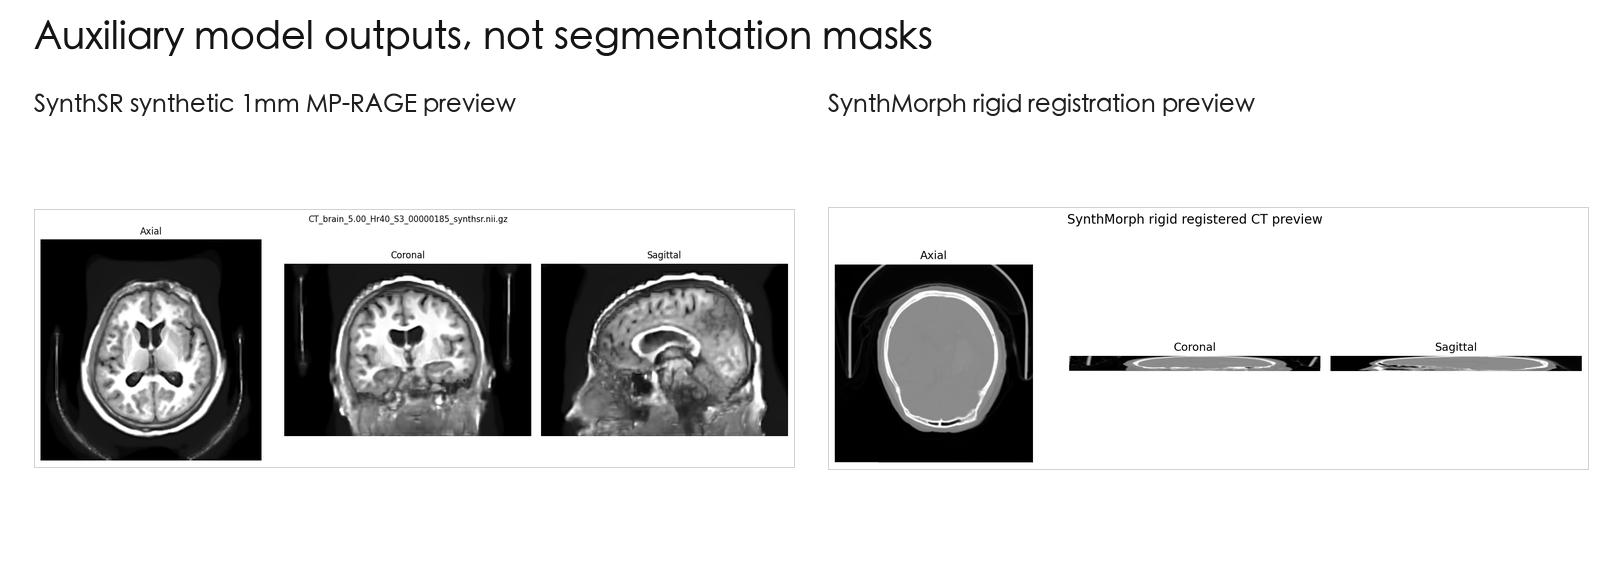 Auxiliary model outputs, not segmentation masks
SynthSR synthetic 1mm MP-RAGE preview
SynthMorph rigid registration preview
CT_brain_5.00_Hr40_S3_00000185_synthsr.nii.gz
Axial
Coronal
Sagittal
SynthMorph rigid registered CT preview
Axial
Coronal
Sagittal